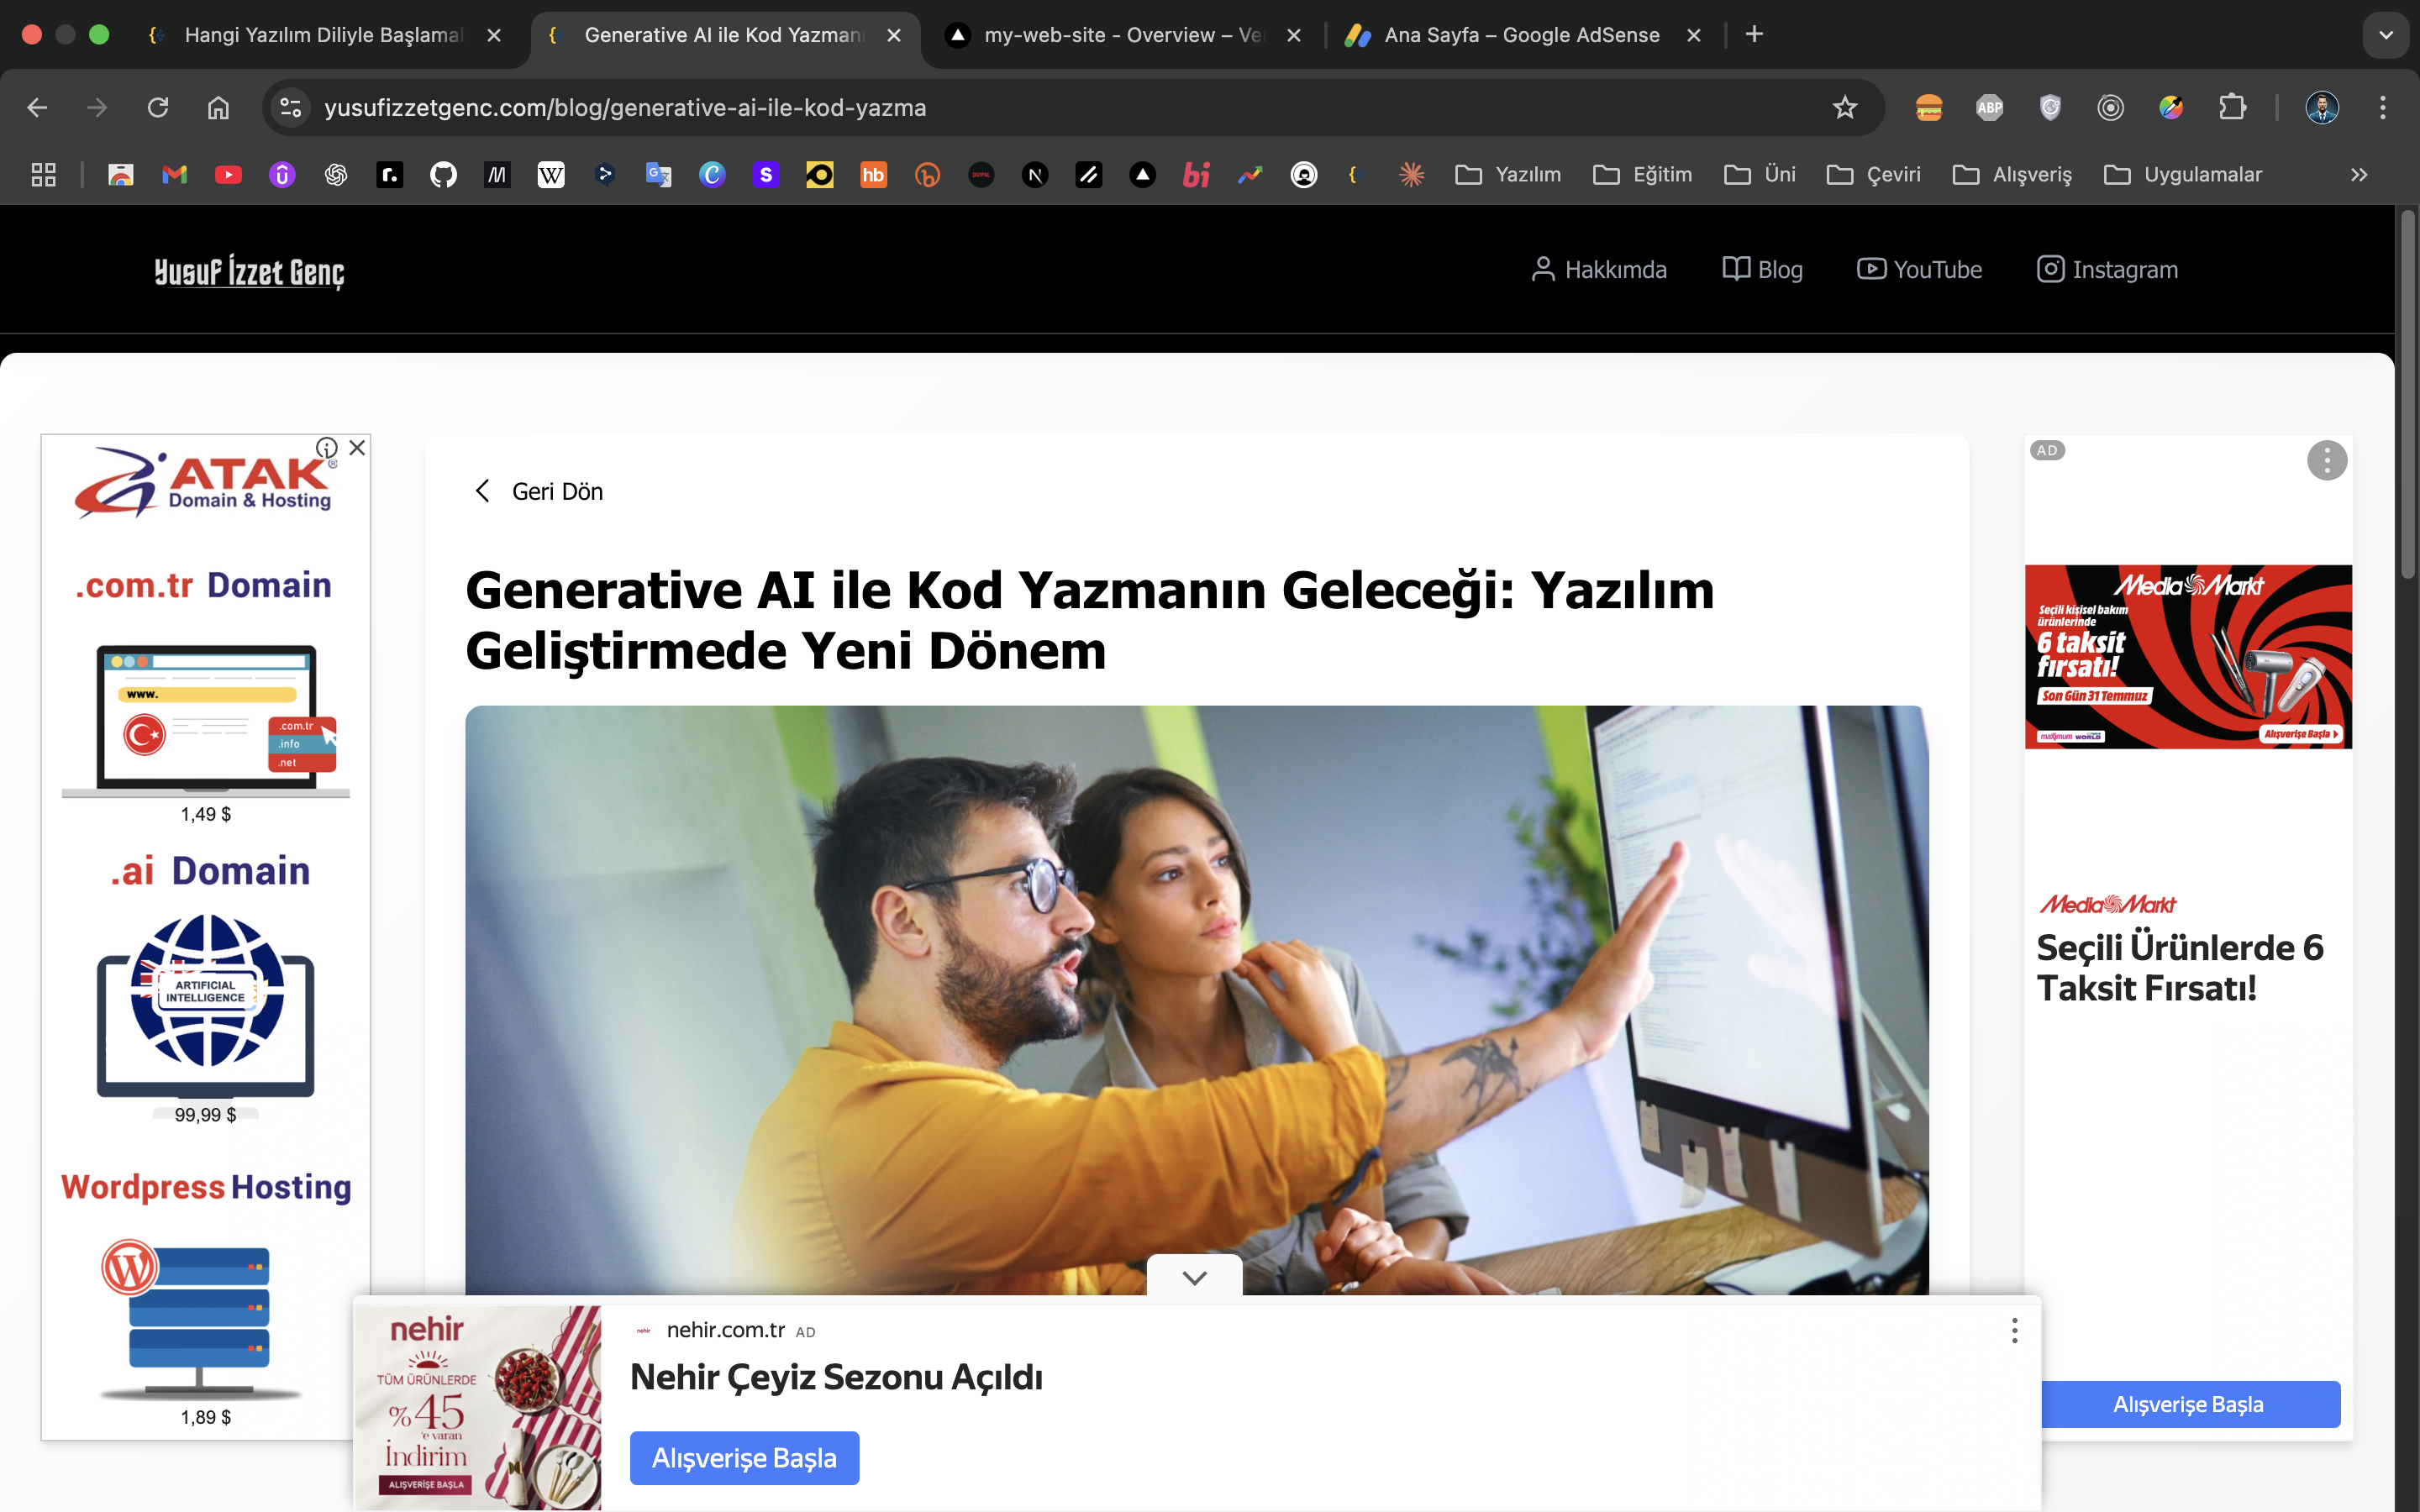 Hangi Yazılım Diliyle Başlamal
Generative AI ile Kod Yazman
my-web-site - Overview – Ve
Ana Sayfa – Google AdSense
yusufizzetgenc.com/blog/generative-ai-ile-kod-yazma
ABP
Yazılım
Eğitim
Üni
Çeviri
Alışveriş
Uygulamalar
Yusuf İzzet Genç
Hakkımda
Blog
YouTube
Instagram
ATAK®
Domain & Hosting
.com.tr Domain
www.
.com.tr
.info
.net
1,49 $
.ai Domain
ARTIFICIAL
INTELLIGENCE
99,99 $
Wordpress Hosting
1,89 $
Geri Dön
Generative AI ile Kod Yazmanın Geleceği: Yazılım
Geliştirmede Yeni Dönem
AD
MediaMarkt
Seçili kişisel bakım
ürünlerinde
6 taksit
fırsatı!
Son Gün 31 Temmuz
maximum WORLD
Alışverişe Başla
MediaMarkt
Seçili Ürünlerde 6
Taksit Fırsatı!
Alışverişe Başla
nehir
TÜM ÜRÜNLERDE
%45
'e varan
İndirim
ALIŞVERİŞE BAŞLA
nehir nehir.com.tr AD
Nehir Çeyiz Sezonu Açıldı
Alışverişe Başla